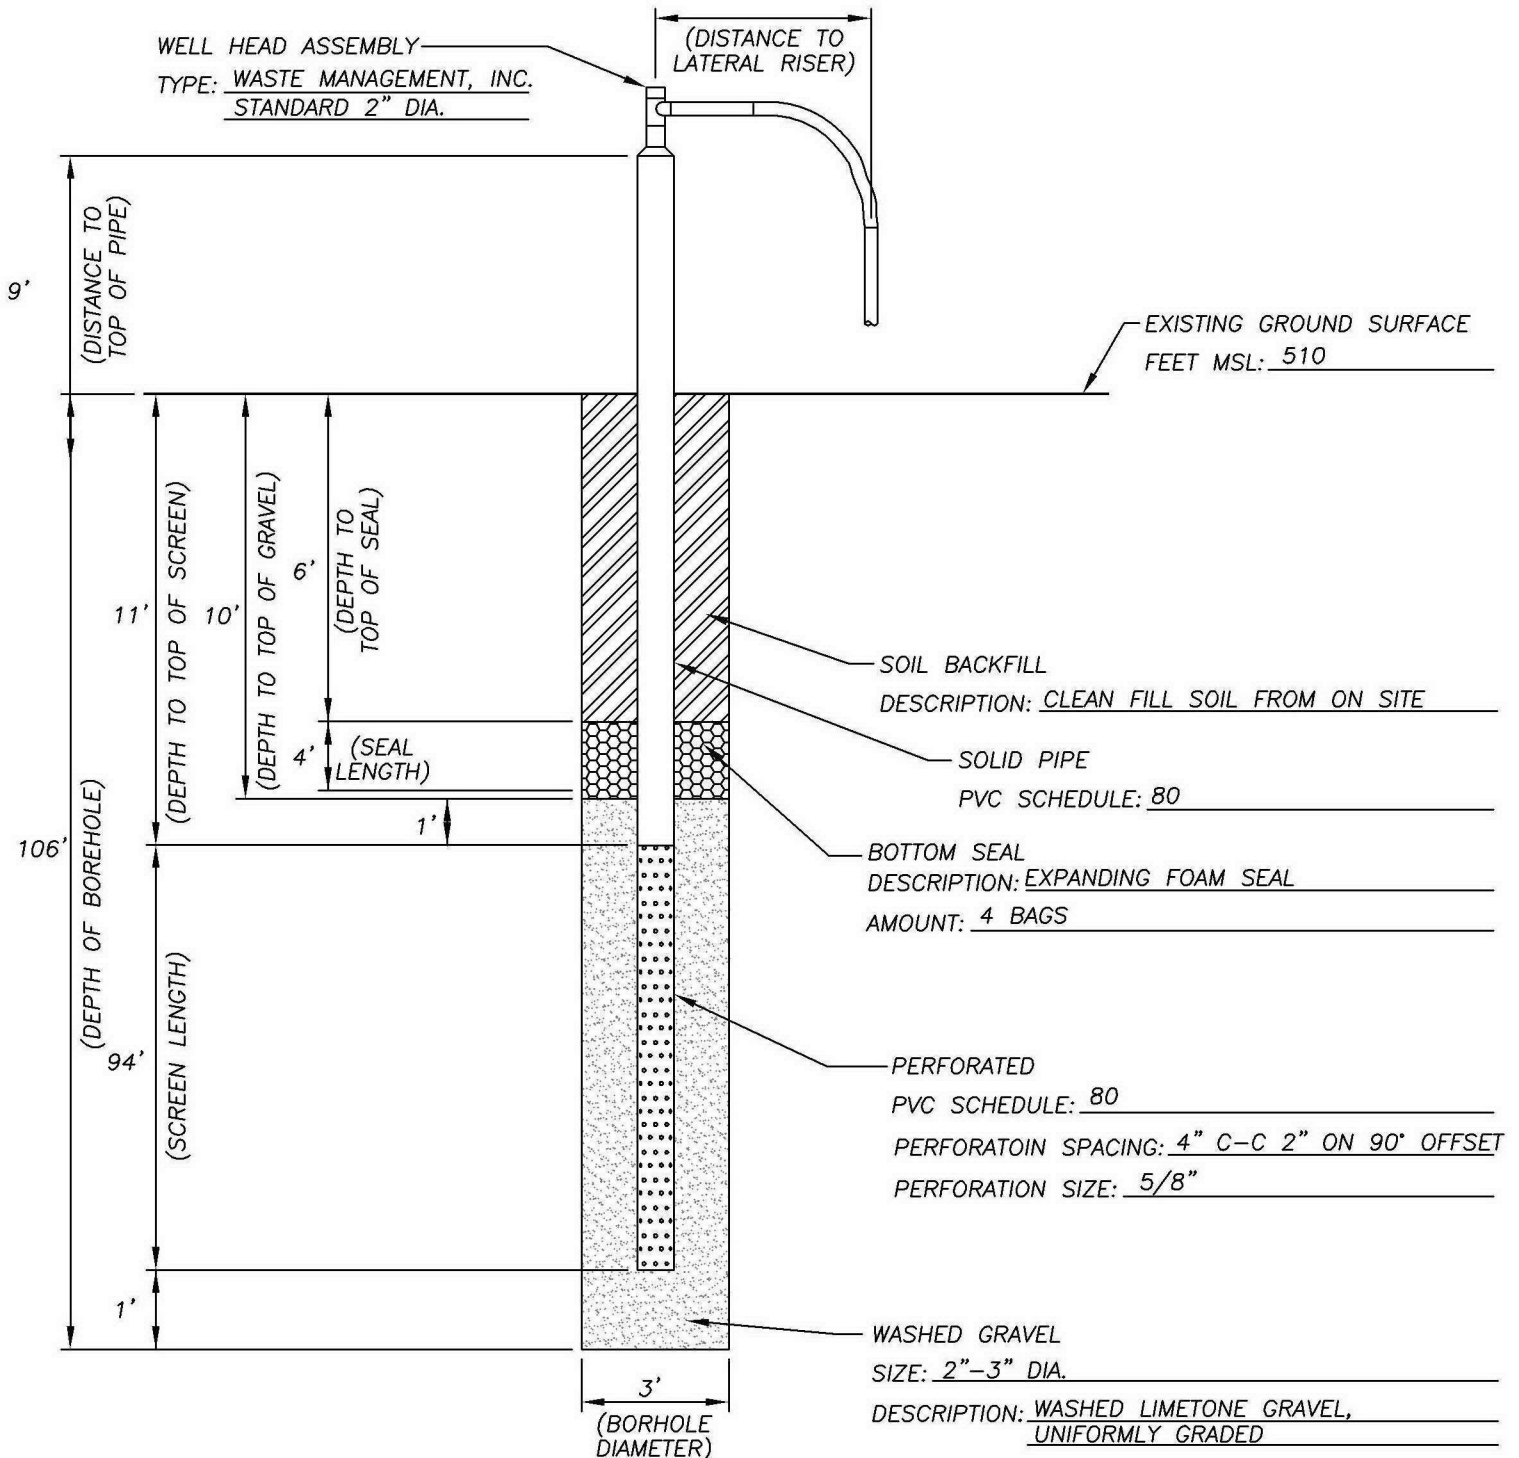 WELL HEAD ASSEMBLY
TYPE: WASTE MANAGEMENT, INC.
STANDARD 2" DIA.
(DISTANCE TO
LATERAL RISER)
9'
(DISTANCE TO
TOP OF PIPE)
EXISTING GROUND SURFACE
FEET MSL: 510
106'
(DEPTH OF BOREHOLE)
11'
(DEPTH TO TOP OF SCREEN)
10'
(DEPTH TO TOP OF GRAVEL)
6'
(DEPTH TO
TOP OF SEAL)
4'
(SEAL
LENGTH)
1'
94'
(SCREEN LENGTH)
1'
SOIL BACKFILL
DESCRIPTION: CLEAN FILL SOIL FROM ON SITE
SOLID PIPE
PVC SCHEDULE: 80
BOTTOM SEAL
DESCRIPTION: EXPANDING FOAM SEAL
AMOUNT: 4 BAGS
PERFORATED
PVC SCHEDULE: 80
PERFORATOIN SPACING: 4" C-C 2" ON 90° OFFSET
PERFORATION SIZE: 5/8"
WASHED GRAVEL
SIZE: 2"-3" DIA.
DESCRIPTION: WASHED LIMETONE GRAVEL,
UNIFORMLY GRADED
3'
(BORHOLE
DIAMETER)